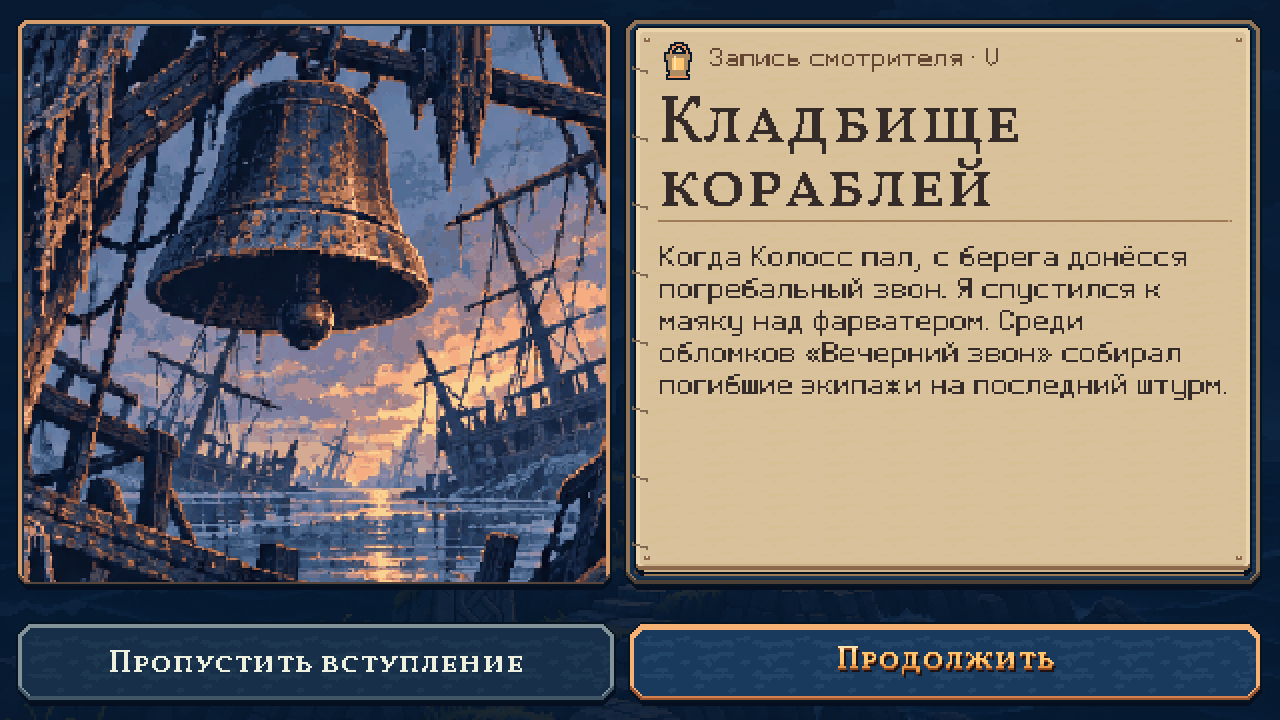 Запись смотрителя · V
Кладбище
кораблей
Когда Колосс пал, с берега донёсся
погребальный звон. Я спустился к
маяку над фарватером. Среди
обломков «Вечерний звон» собирал
погибшие экипажи на последний штурм.
Пропустить вступление
Продолжить